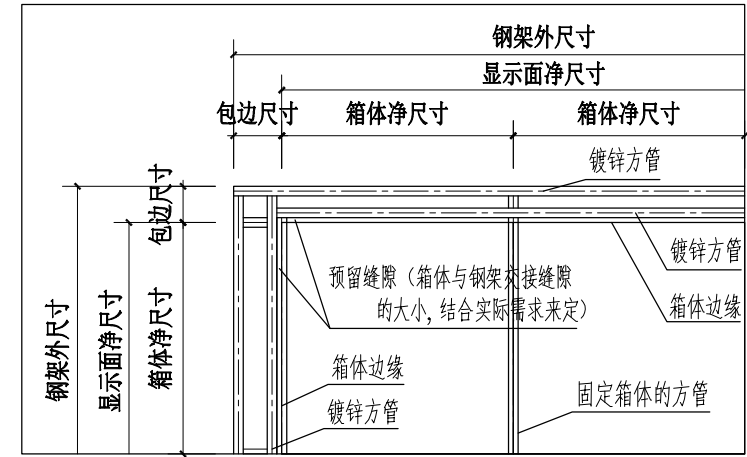 钢架外尺寸
显示面净尺寸
包边尺寸
箱体净尺寸
箱体净尺寸
镀锌方管
包边尺寸
镀锌方管
预留缝隙（箱体与钢架交接缝隙
的大小, 结合实际需求来定）
箱体边缘
钢架外尺寸
显示面净尺寸
箱体净尺寸
箱体边缘
固定箱体的方管
镀锌方管